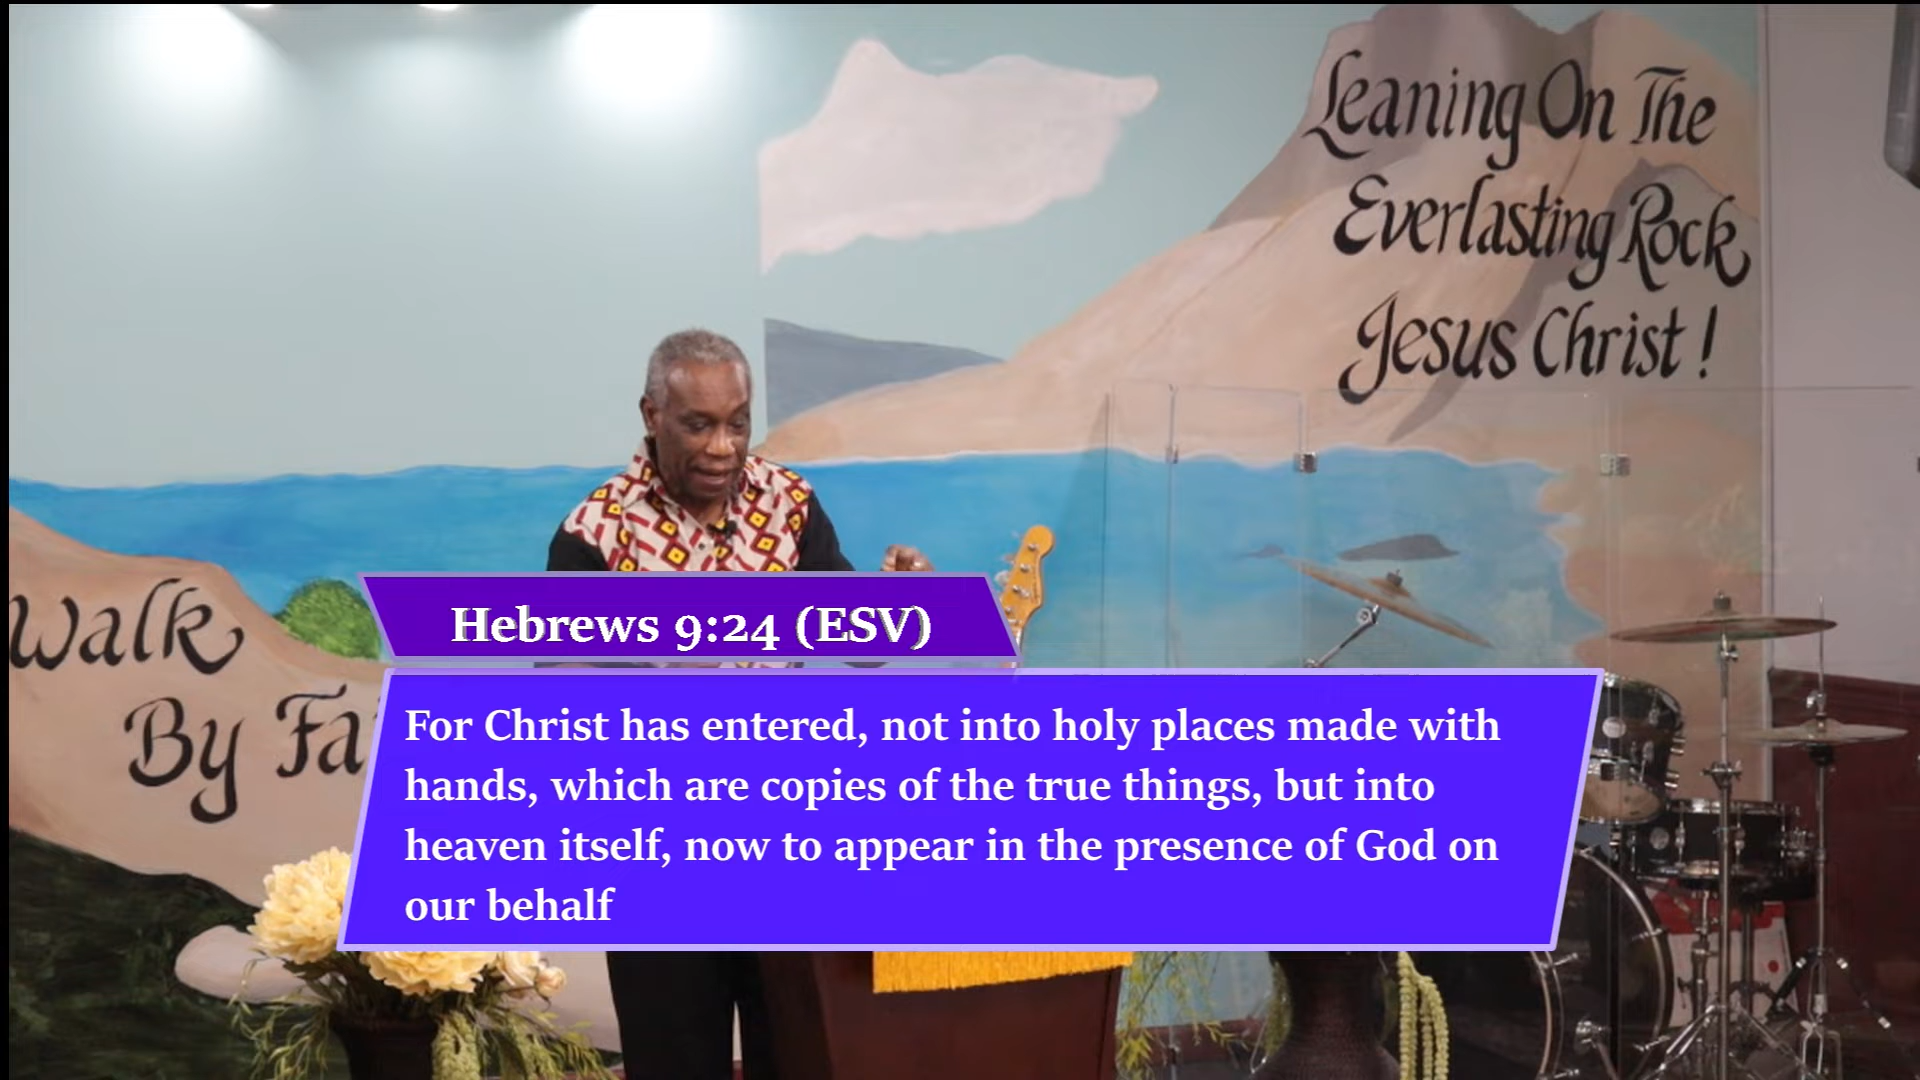 Leaning On The
Everlasting Rock
Jesus Christ !
Walk
By Fai
Hebrews 9:24 (ESV)
For Christ has entered, not into holy places made with
hands, which are copies of the true things, but into
heaven itself, now to appear in the presence of God on
our behalf